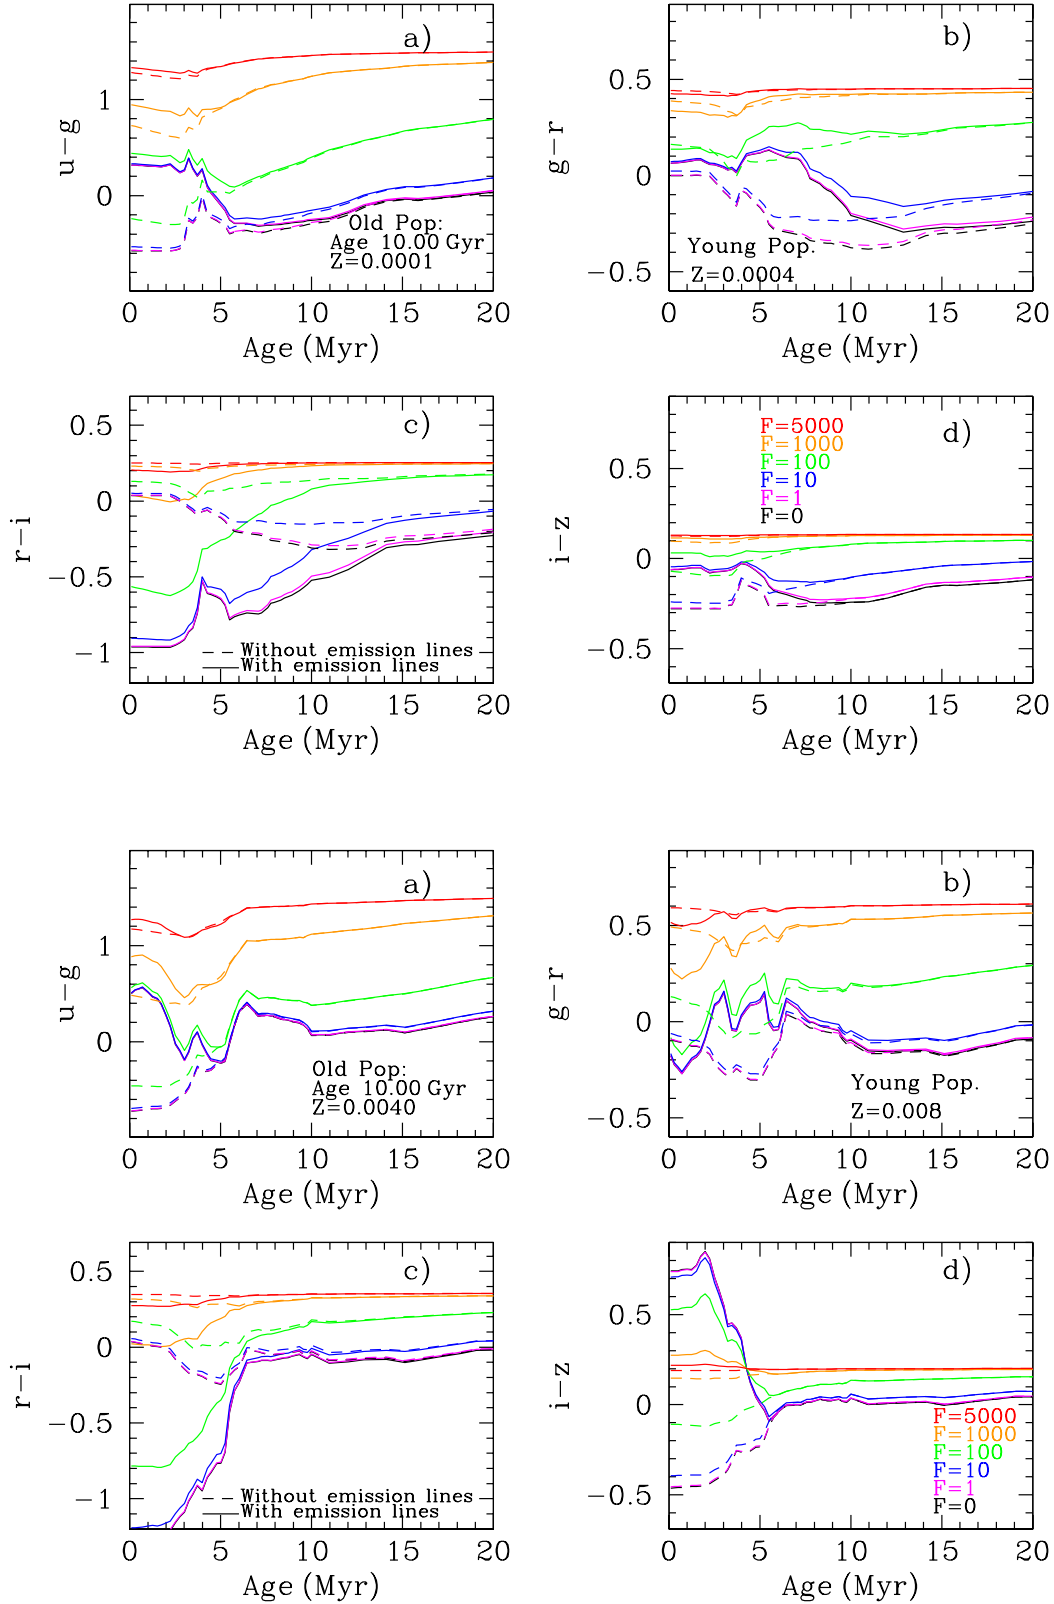 a)
1
0
u−g
Old Pop:
Age 10.00 Gyr
Z=0.0001
0 5 10 15 20
Age (Myr)
b)
0.5
0
−0.5
g−r
Young Pop.
Z=0.0004
0 5 10 15 20
Age (Myr)
c)
0.5
0
−0.5
−1
r−i
Without emission lines
With emission lines
0 5 10 15 20
Age (Myr)
d)
0.5
0
−0.5
i−z
F=5000
F=1000
F=100
F=10
F=1
F=0
0 5 10 15 20
Age (Myr)
a)
1
0
u−g
Old Pop:
Age 10.00 Gyr
Z=0.0040
0 5 10 15 20
Age (Myr)
b)
0.5
0
−0.5
g−r
Young Pop.
Z=0.008
0 5 10 15 20
Age (Myr)
c)
0.5
0
−0.5
−1
r−i
Without emission lines
With emission lines
0 5 10 15 20
Age (Myr)
d)
0.5
0
−0.5
i−z
F=5000
F=1000
F=100
F=10
F=1
F=0
0 5 10 15 20
Age (Myr)